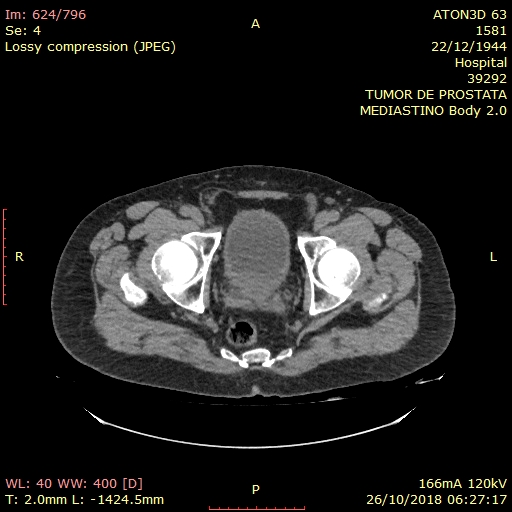 Im: 624/796
Se: 4
Lossy compression (JPEG)
A
ATON3D 63
1581
22/12/1944
Hospital
39292
TUMOR DE PROSTATA
MEDIASTINO Body 2.0
R
L
WL: 40 WW: 400 [D]
T: 2.0mm L: -1424.5mm
P
166mA 120kV
26/10/2018 06:27:17